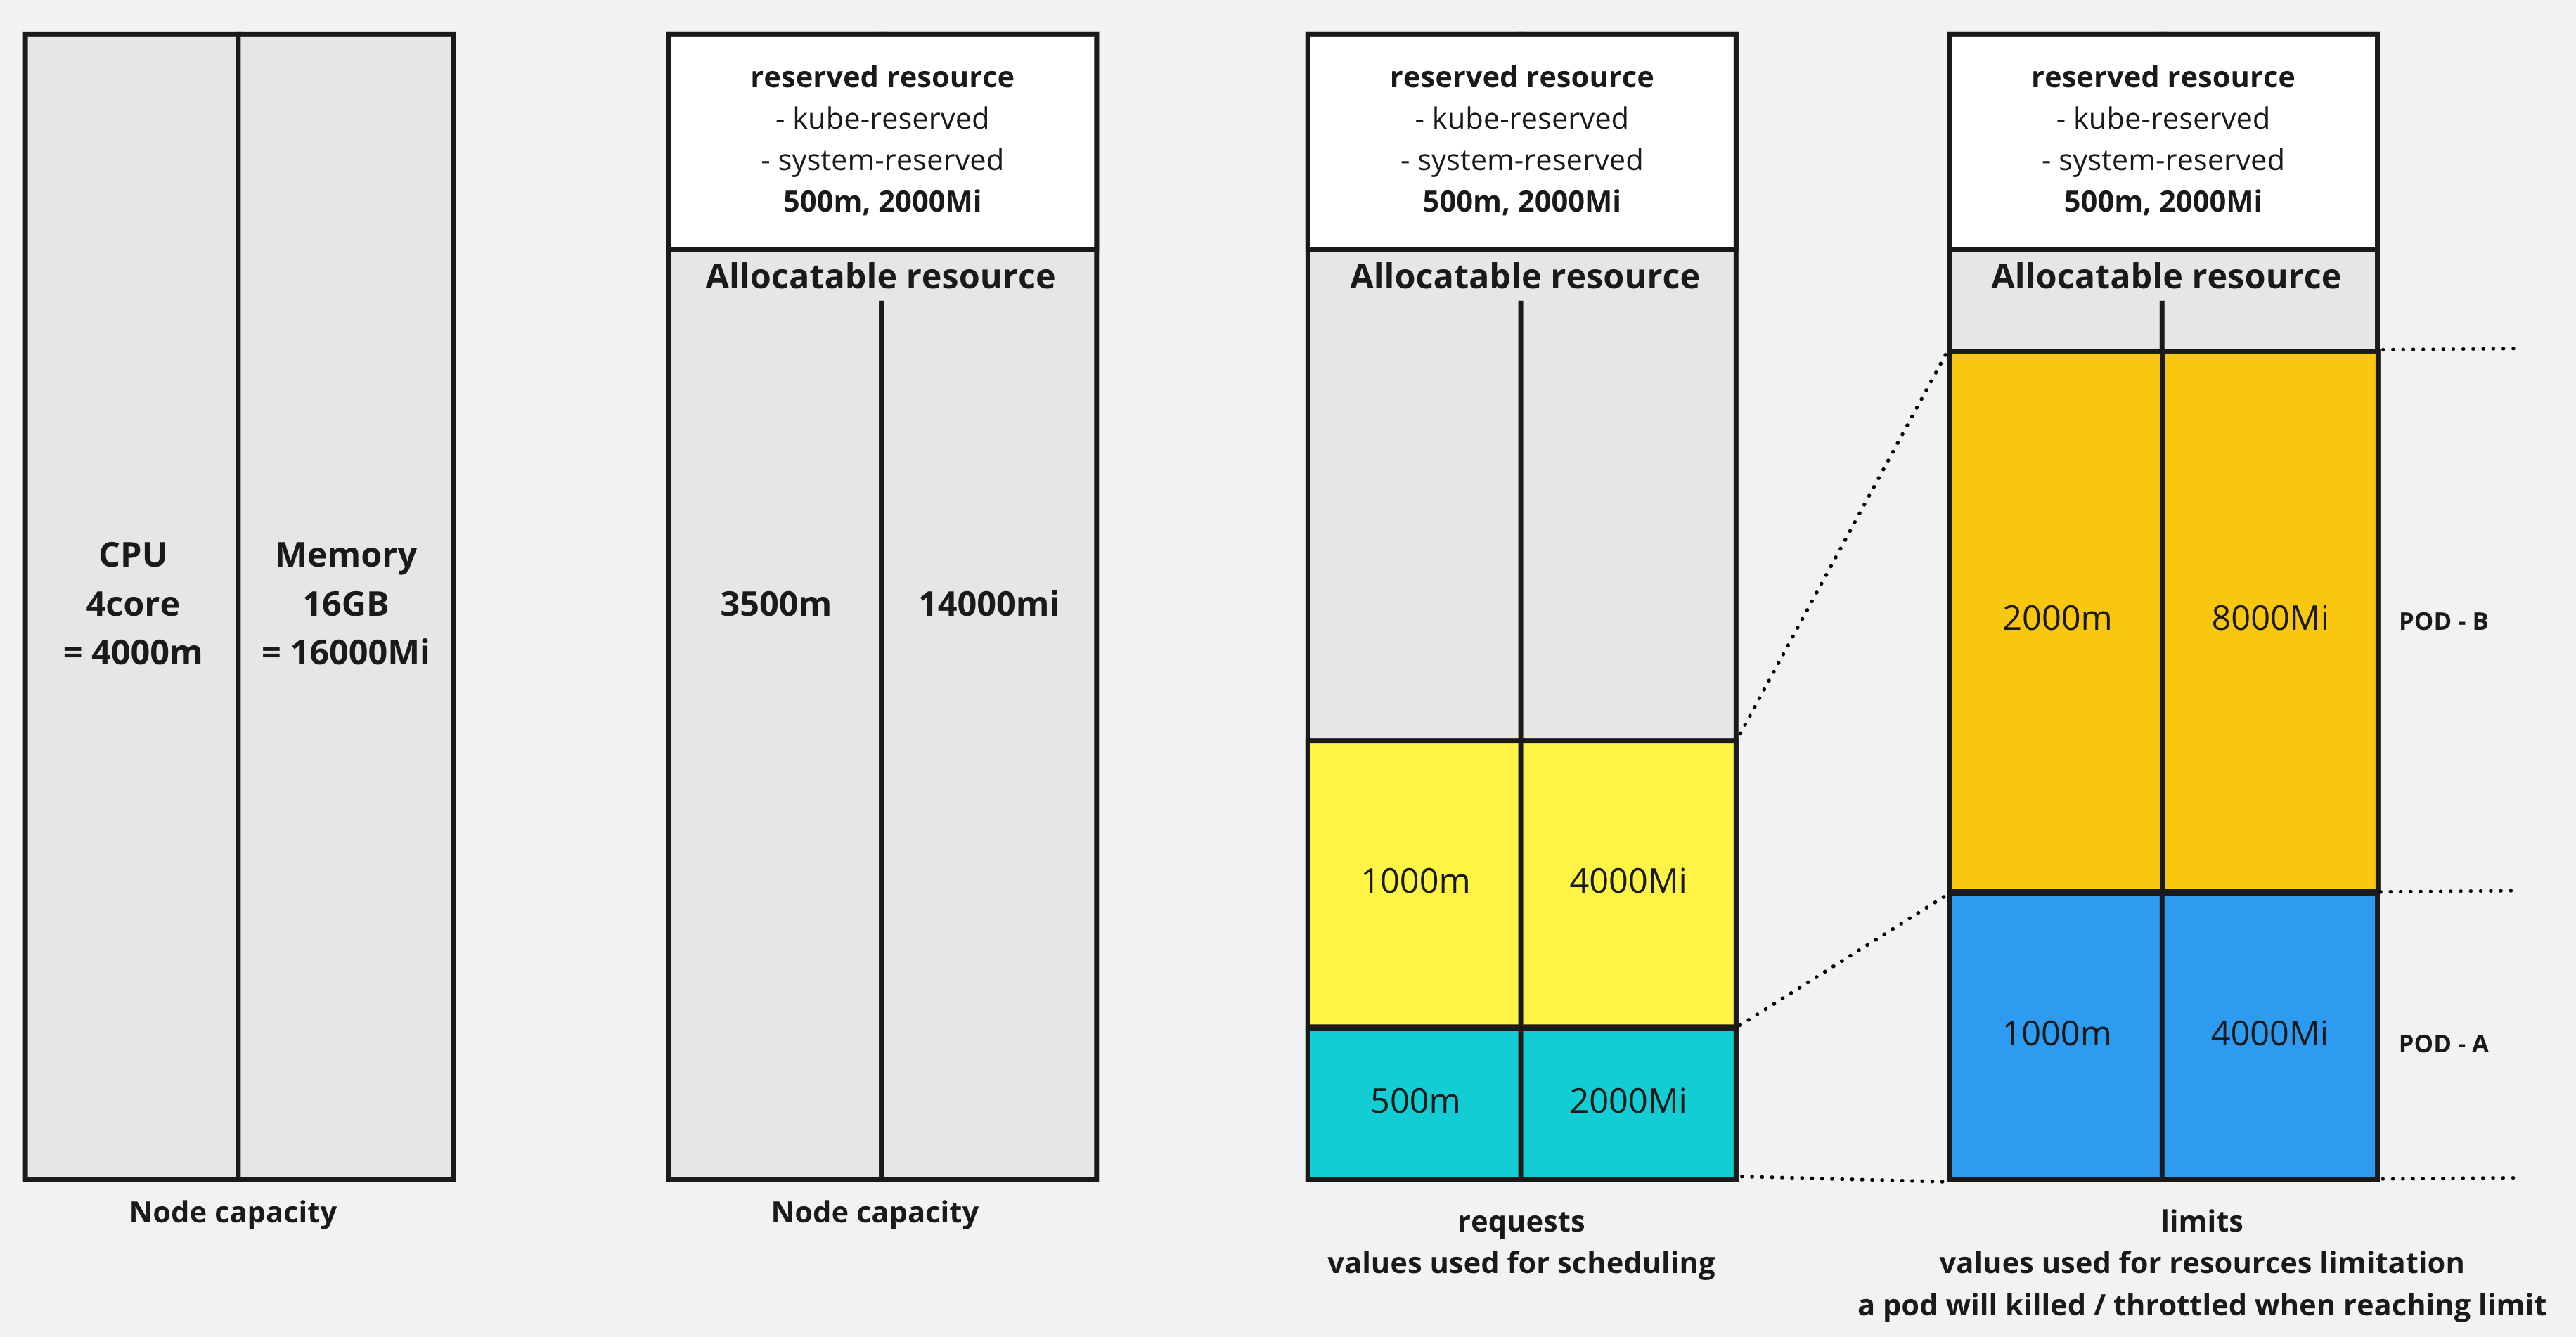 CPU
4core
= 4000m
Memory
16GB
= 16000Mi
Node capacity
reserved resource
- kube-reserved
- system-reserved
500m, 2000Mi
Allocatable resource
3500m
14000mi
Node capacity
reserved resource
- kube-reserved
- system-reserved
500m, 2000Mi
Allocatable resource
1000m
4000Mi
500m
2000Mi
requests
values used for scheduling
reserved resource
- kube-reserved
- system-reserved
500m, 2000Mi
Allocatable resource
2000m
8000Mi
POD - B
1000m
4000Mi
POD - A
limits
values used for resources limitation
a pod will killed / throttled when reaching limit